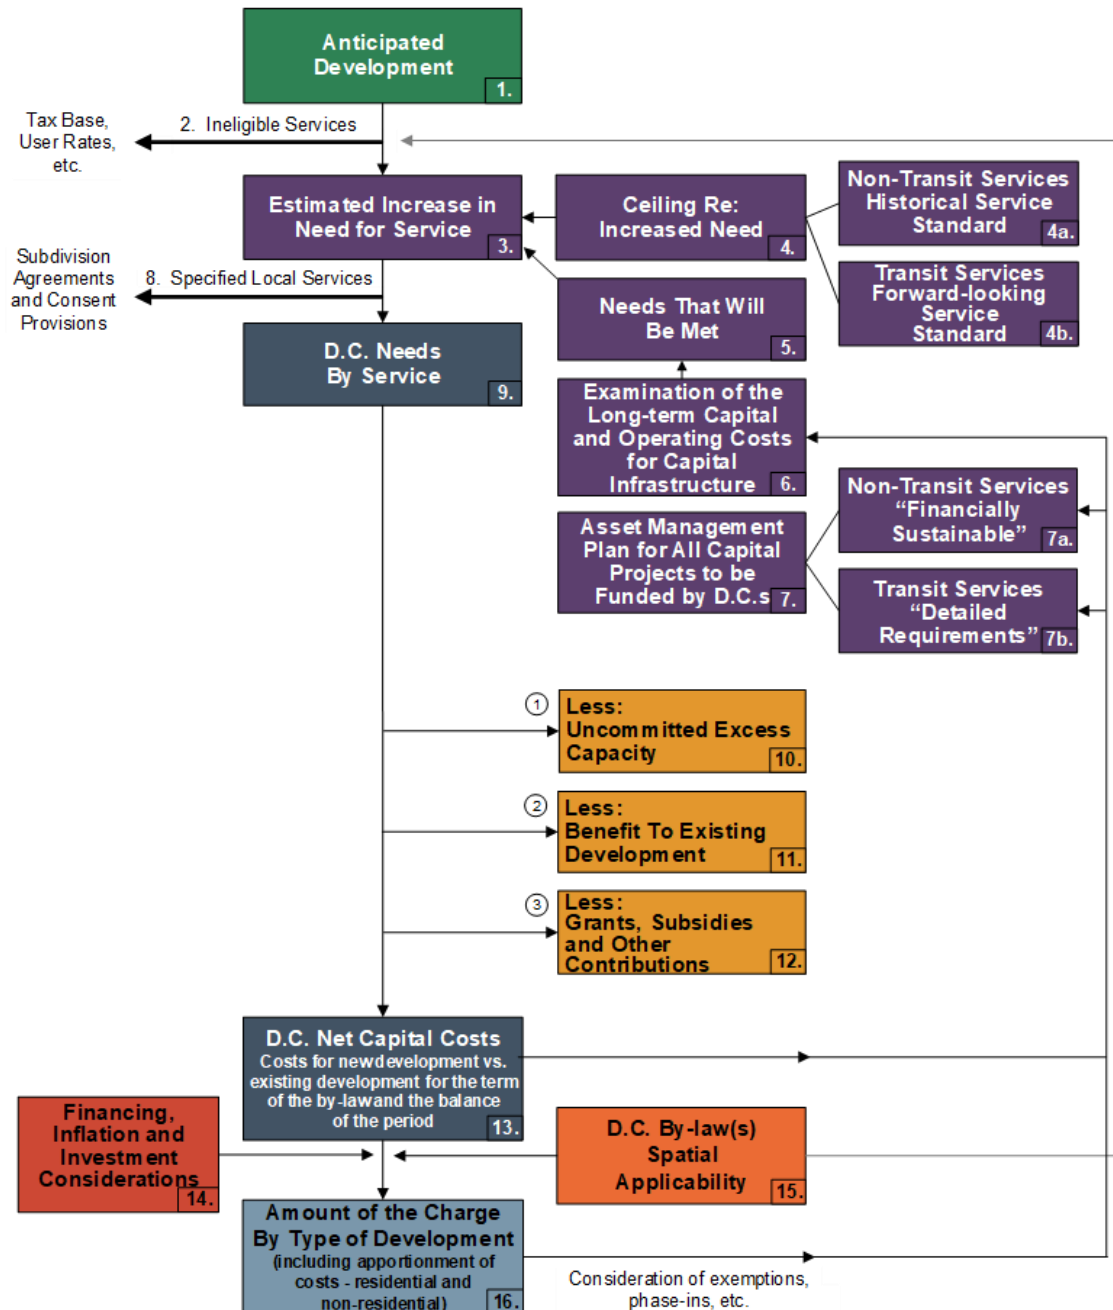 Anticipated
Development
1.
Tax Base,
User Rates,
etc.
2. Ineligible Services
Estimated Increase in
Need for Service
3.
Ceiling Re:
Increased Need
4.
Non-Transit Services
Historical Service
Standard
4a.
Transit Services
Forward-looking
Service
Standard
4b.
Subdivision
Agreements
and Consent
Provisions
8. Specified Local Services
Needs That Will
Be Met
5.
D.C. Needs
By Service
9.
Examination of the
Long-term Capital
and Operating Costs
for Capital
Infrastructure
6.
Asset Management
Plan for All Capital
Projects to be
Funded by D.C.s
7.
Non-Transit Services
“Financially
Sustainable”
7a.
Transit Services
“Detailed
Requirements”
7b.
1
Less:
Uncommitted Excess
Capacity
10.
2
Less:
Benefit To Existing
Development
11.
3
Less:
Grants, Subsidies
and Other
Contributions
12.
D.C. Net Capital Costs
Costs for new development vs.
existing development for the term
of the by-law and the balance
of the period
13.
Financing,
Inflation and
Investment
Considerations
14.
D.C. By-law(s)
Spatial
Applicability
15.
Amount of the Charge
By Type of Development
(including apportionment of
costs - residential and
non-residential)
16.
Consideration of exemptions,
phase-ins, etc.